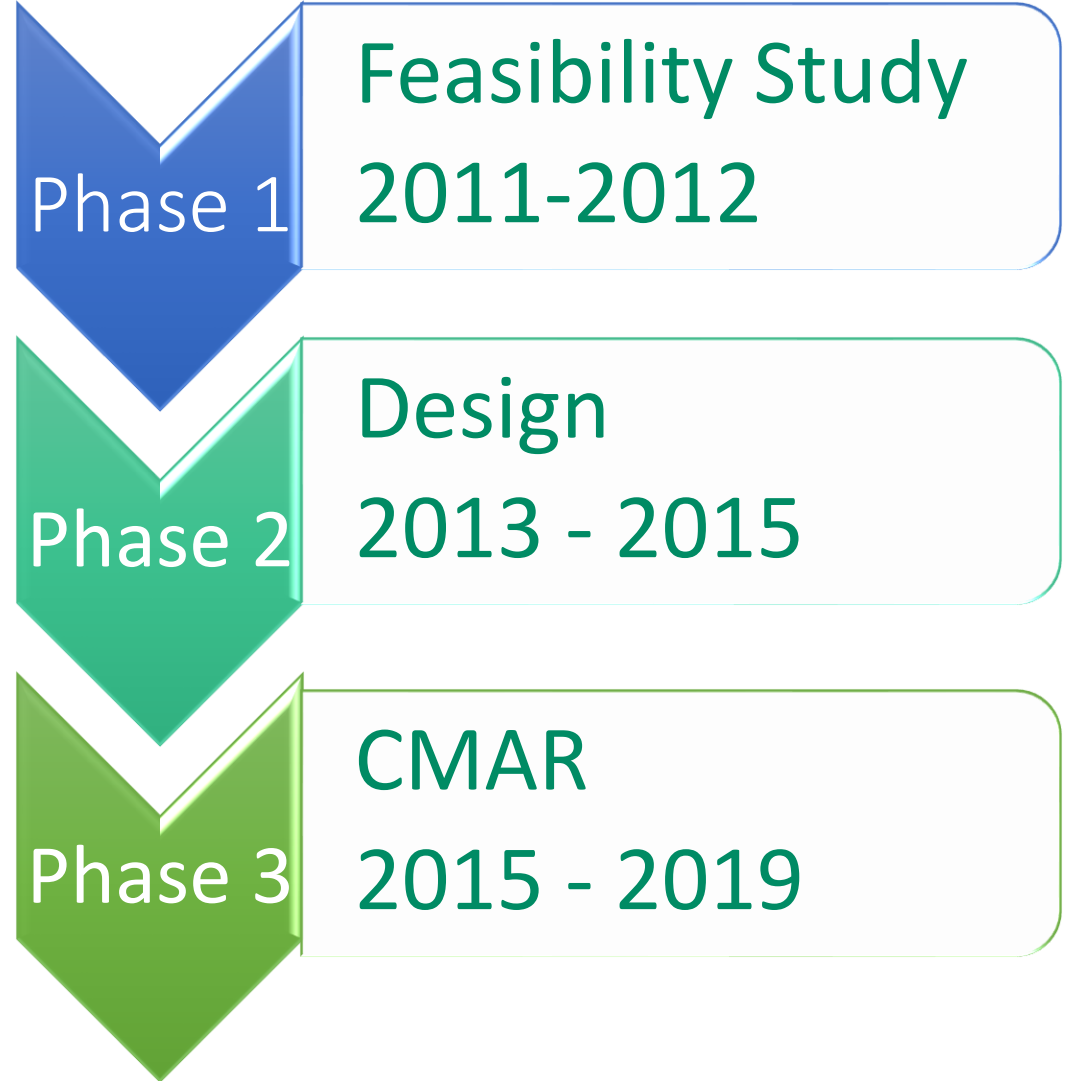 Phase 1
Feasibility Study
2011-2012
Phase 2
Design
2013 - 2015
Phase 3
CMAR
2015 - 2019